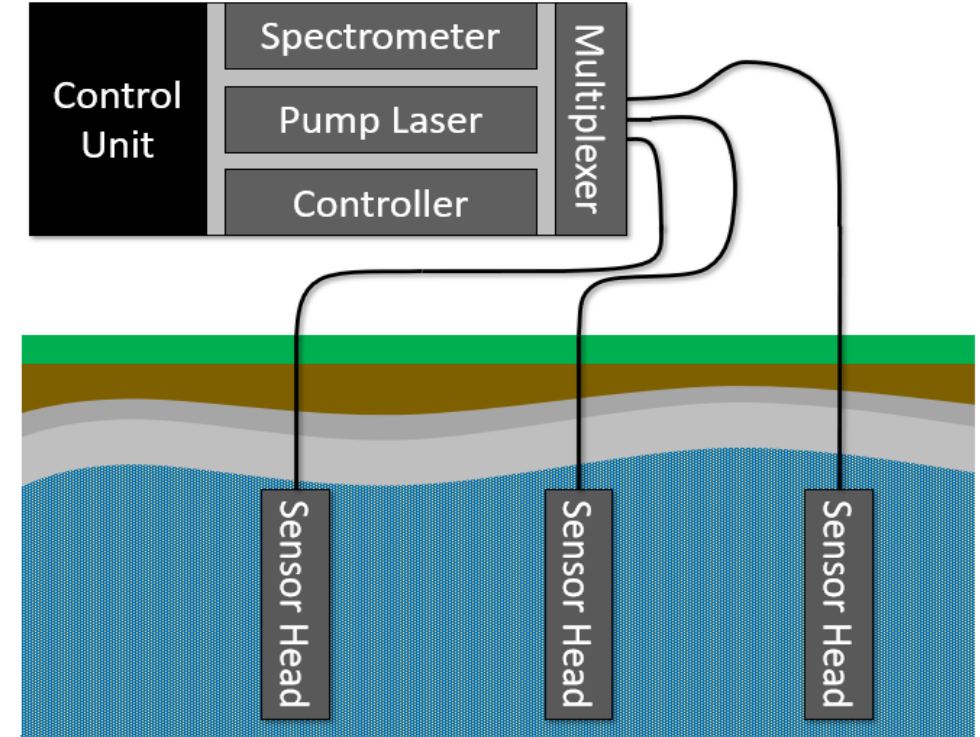 Control
Unit
Spectrometer
Pump Laser
Controller
Multiplexer
Sensor Head
Sensor Head
Sensor Head